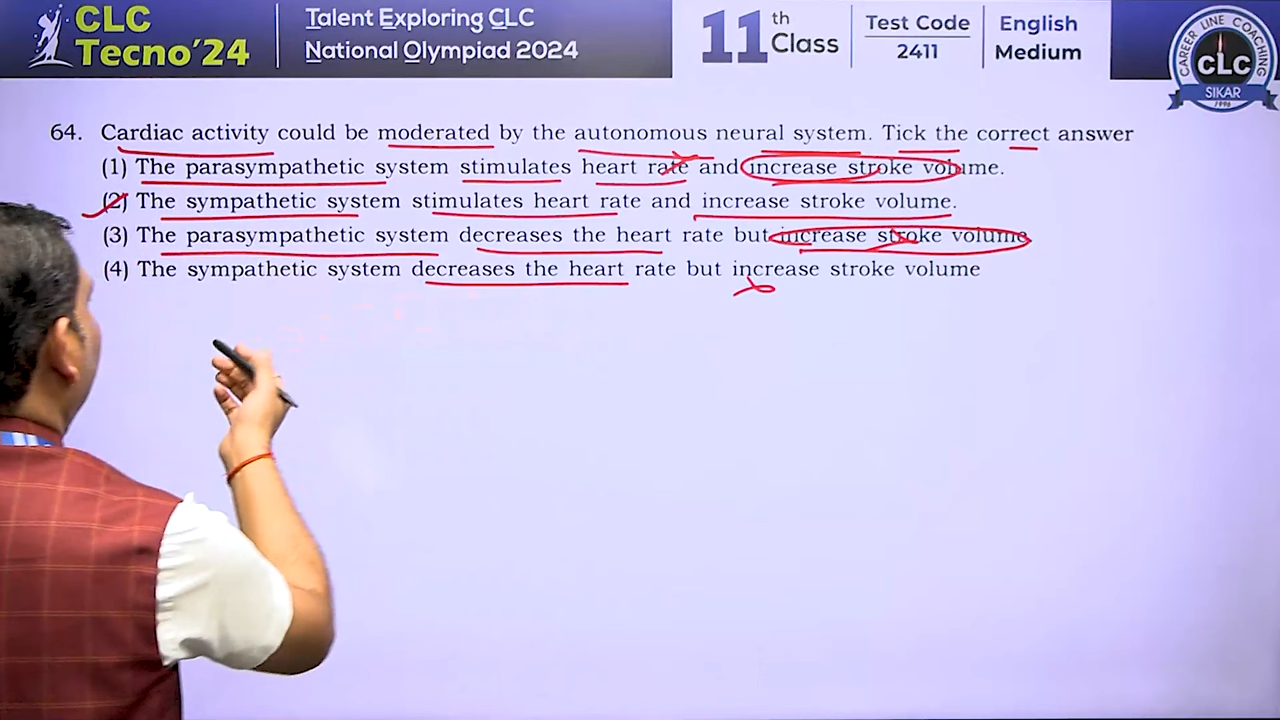 CLC
Tecno'24
Talent Exploring CLC
National Olympiad 2024
11th
Class
Test Code
2411
English
Medium
CAREER LINE COACHING
CLC
SIKAR
1996
64. Cardiac activity could be moderated by the autonomous neural system. Tick the correct answer
(1) The parasympathetic system stimulates heart rate and increase stroke volume.
(2) The sympathetic system stimulates heart rate and increase stroke volume.
(3) The parasympathetic system decreases the heart rate but increase stroke volume
(4) The sympathetic system decreases the heart rate but increase stroke volume